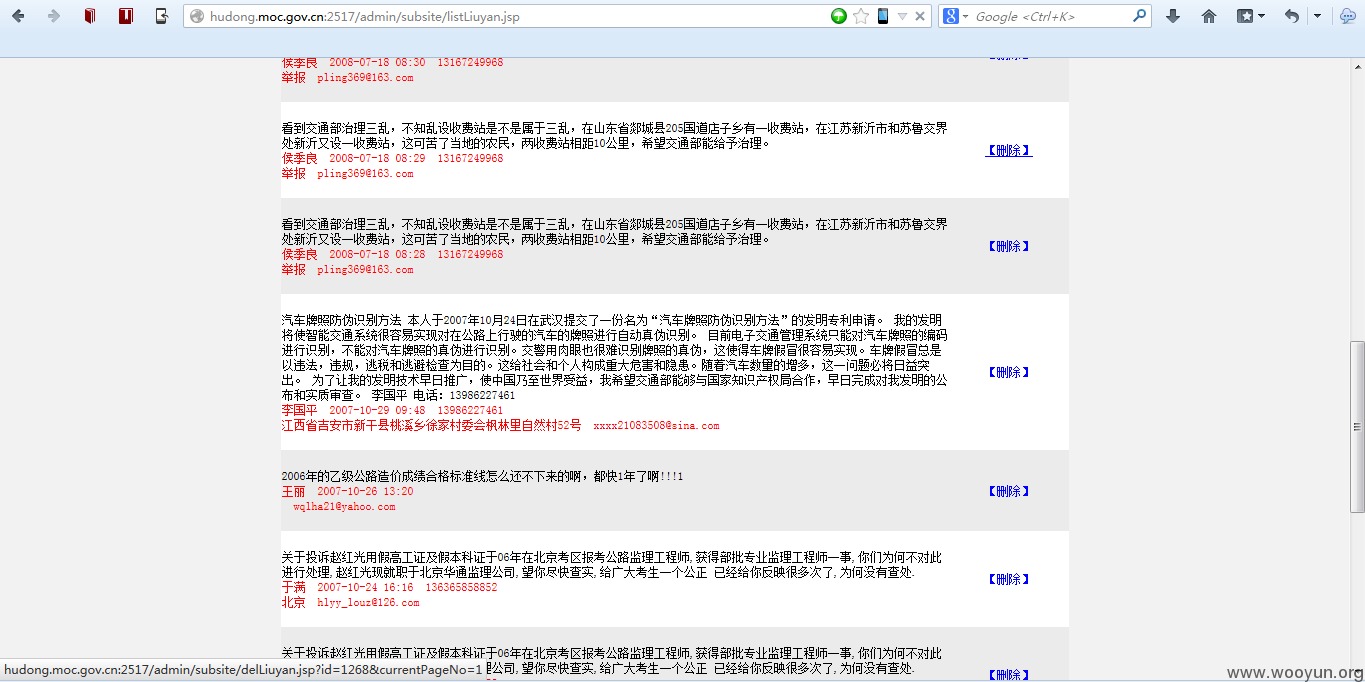 hudong.moc.gov.cn:2517/admin/subsite/listLiuyan.jsp
Google <Ctrl+K>
侯季良 2008-07-18 08:30 13167249968
举报 pling369@163.com
看到交通部治理三乱，不知乱设收费站是不是属于三乱，在山东省郯城县205国道店子乡有一收费站，在江苏新沂市和苏鲁交界
处新沂又设一收费站，这可苦了当地的农民，两收费站相距10公里，希望交通部能给予治理。
侯季良 2008-07-18 08:29 13167249968
举报 pling369@163.com
【删除】
看到交通部治理三乱，不知乱设收费站是不是属于三乱，在山东省郯城县205国道店子乡有一收费站，在江苏新沂市和苏鲁交界
处新沂又设一收费站，这可苦了当地的农民，两收费站相距10公里，希望交通部能给予治理。
侯季良 2008-07-18 08:28 13167249968
举报 pling369@163.com
【删除】
汽车牌照防伪识别方法 本人于2007年10月24日在武汉提交了一份名为“汽车牌照防伪识别方法”的发明专利申请。 我的发明
将使智能交通系统很容易实现对在公路上行驶的汽车的牌照进行自动真伪识别。 目前电子交通管理系统只能对汽车牌照的编码
进行识别，不能对汽车牌照的真伪进行识别。交警用肉眼也很难识别牌照的真伪，这使得车牌假冒很容易实现。车牌假冒总是
以违法，违规，逃税和逃避检查为目的。这给社会和个人构成重大危害和隐患。随着汽车数量的增多，这一问题必将日益突
出。 为了让我的发明技术早日推广，使中国乃至世界受益，我希望交通部能够与国家知识产权局合作，早日完成对我发明的公
布和实质审查。 李国平 电话：13986227461
李国平 2007-10-29 09:48 13986227461
江西省吉安市新干县桃溪乡徐家村委会枫林里自然村52号 xxxx21083508@sina.com
【删除】
2006年的乙级公路造价成绩合格标准线怎么还不下来的啊，都快1年了啊!!!1
王丽 2007-10-26 13:20
wqlha21@yahoo.com
【删除】
关于投诉赵红光用假高工证及假本科证于06年在北京考区报考公路监理工程师,获得部批专业监理工程师一事,你们为何不对此
进行处理,赵红光现就职于北京华通监理公司,望你尽快查实,给广大考生一个公正 已经给你反映很多次了,为何没有查处.
于满 2007-10-24 16:16 136365858852
北京 hlyy_louz@126.com
【删除】
关于投诉赵红光用假高工证及假本科证于06年在北京考区报考公路监理工程师,获得部批专业监理工程师一事,你们为何不对此
理公司,望你尽快查实,给广大考生一个公正 已经给你反映很多次了,为何没有查处.
【删除】
hudong.moc.gov.cn:2517/admin/subsite/delLiuyan.jsp?id=1268&currentPageNo=1
www.wooyun.org